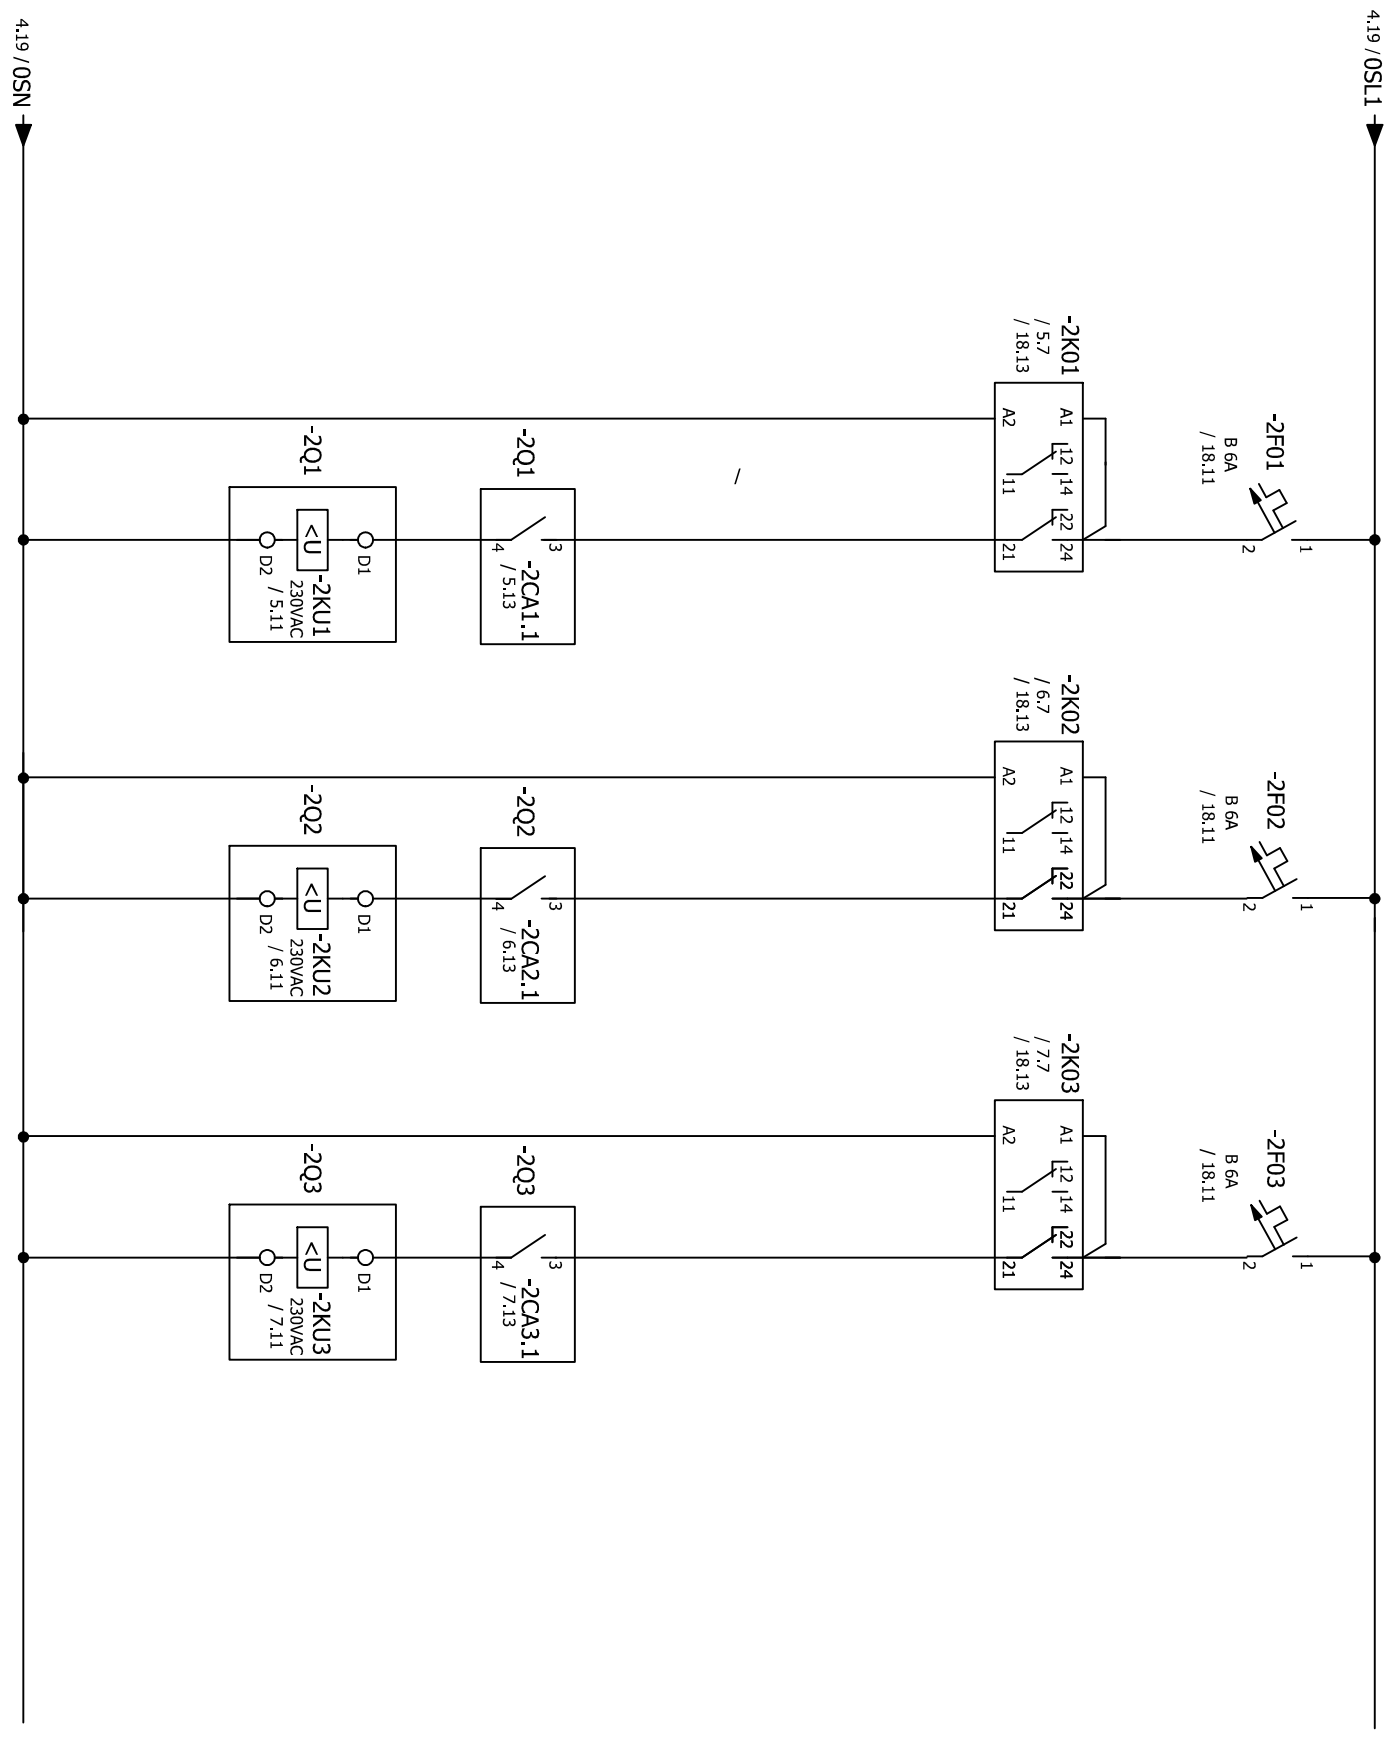 4.19 / 0SL1
-2F01
B 6A
/ 18.11
1
2
-2F02
B 6A
/ 18.11
1
2
-2F03
B 6A
/ 18.11
1
2
-2K01
/ 5.7
/ 18.13
A1
12
14
22
24
A2
11
21
-2K02
/ 6.7
/ 18.13
A1
12
14
22
24
A2
11
21
-2K03
/ 7.7
/ 18.13
A1
12
14
22
24
A2
11
21
/
-2Q1
3
4
-2CA1.1
/ 5.13
-2Q2
3
4
-2CA2.1
/ 6.13
-2Q3
3
4
-2CA3.1
/ 7.13
-2Q1
D1
<U
D2
-2KU1
230VAC
/ 5.11
-2Q2
D1
<U
D2
-2KU2
230VAC
/ 6.11
-2Q3
D1
<U
D2
-2KU3
230VAC
/ 7.11
4.19 / 0SN